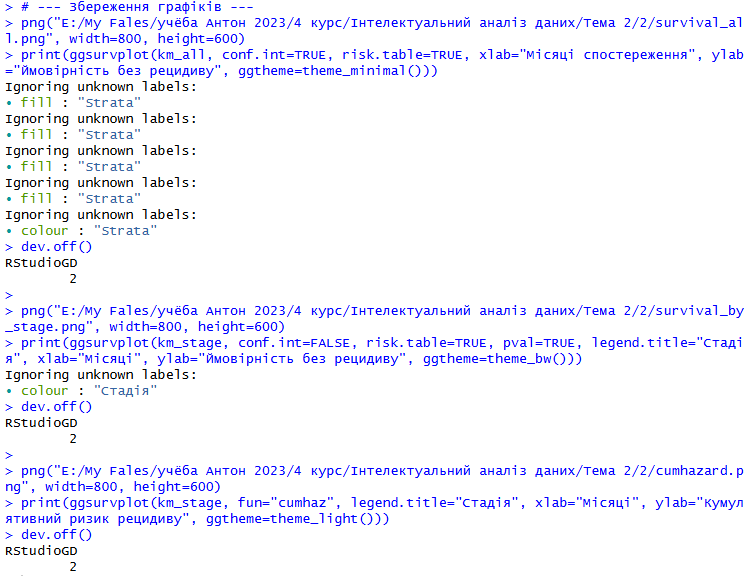 > # --- Збереження графіків ---
> png("E:/My Fales/учёба Антон 2023/4 курс/Інтелектуальний аналіз даних/Тема 2/2/survival_al
l.png", width=800, height=600)
> print(ggsurvplot(km_all, conf.int=TRUE, risk.table=TRUE, xlab="Місяці спостереження", ylab
="Ймовірність без рецидиву", ggtheme=theme_minimal()))
Ignoring unknown labels:
• fill : "Strata"
Ignoring unknown labels:
• fill : "Strata"
Ignoring unknown labels:
• fill : "Strata"
Ignoring unknown labels:
• fill : "Strata"
Ignoring unknown labels:
• colour : "Strata"
> dev.off()
RStudioGD
2
>
> png("E:/My Fales/учёба Антон 2023/4 курс/Інтелектуальний аналіз даних/Тема 2/2/survival_by
_stage.png", width=800, height=600)
> print(ggsurvplot(km_stage, conf.int=FALSE, risk.table=TRUE, pval=TRUE, legend.title="Стаді
я", xlab="Місяці", ylab="Ймовірність без рецидиву", ggtheme=theme_bw()))
Ignoring unknown labels:
• colour : "Стадія"
> dev.off()
RStudioGD
2
>
> png("E:/My Fales/учёба Антон 2023/4 курс/Інтелектуальний аналіз даних/Тема 2/2/cumhazard.p
ng", width=800, height=600)
> print(ggsurvplot(km_stage, fun="cumhaz", legend.title="Стадія", xlab="Місяці", ylab="Кумул
ятивний ризик рецидиву", ggtheme=theme_light()))
> dev.off()
RStudioGD
2